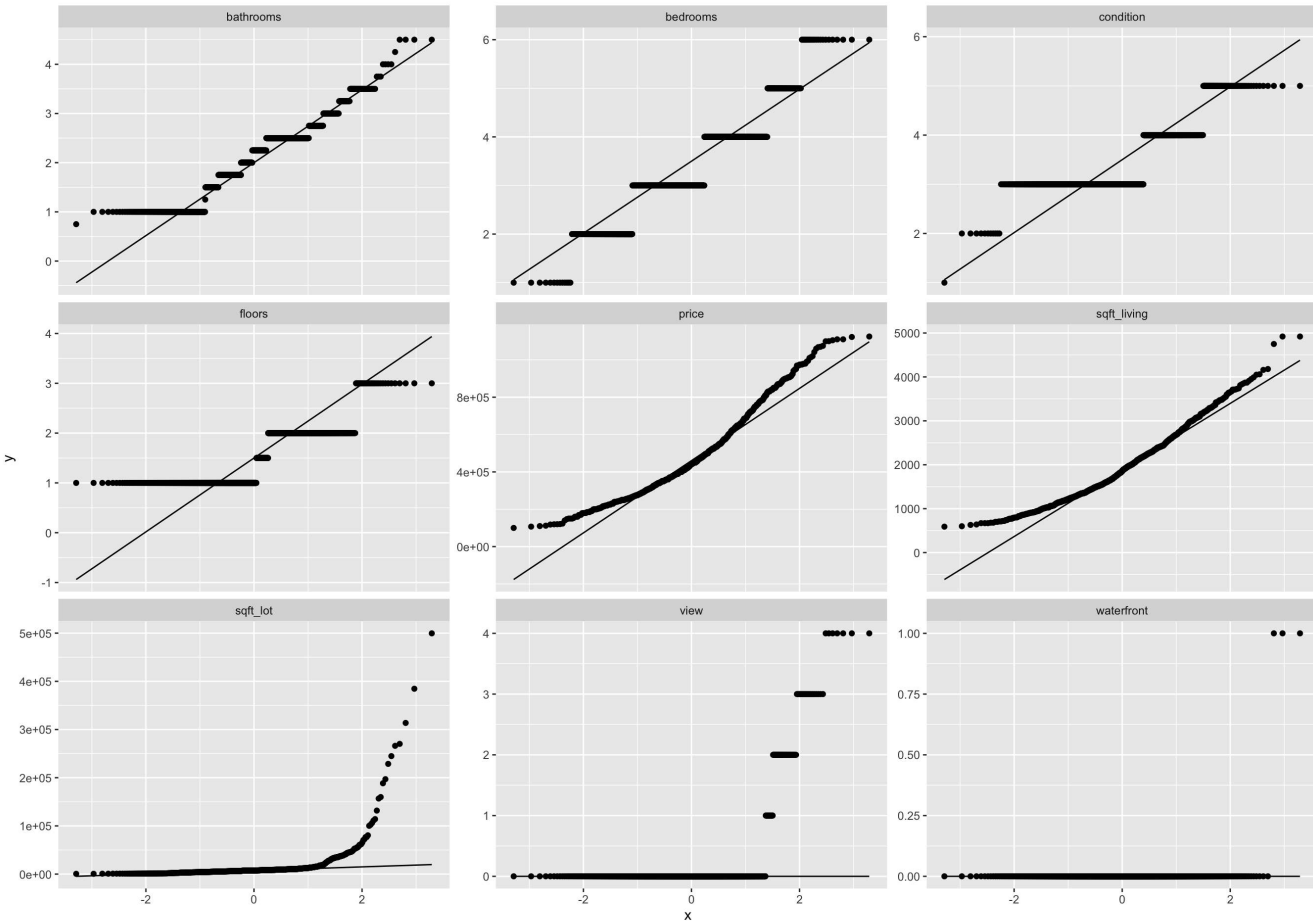 bathrooms bedrooms condition
4 3 2 1 0
6 4 2
6 4 2
floors price sqft_living
4 3 2 1 0 -1
8e+05 4e+05 0e+00
5000 4000 3000 2000 1000 0
y
sqft_lot view waterfront
5e+05 4e+05 3e+05 2e+05 1e+05 0e+00
4 3 2 1 0
1.00 0.75 0.50 0.25 0.00
-2 0 2 -2 0 2 -2 0 2
x